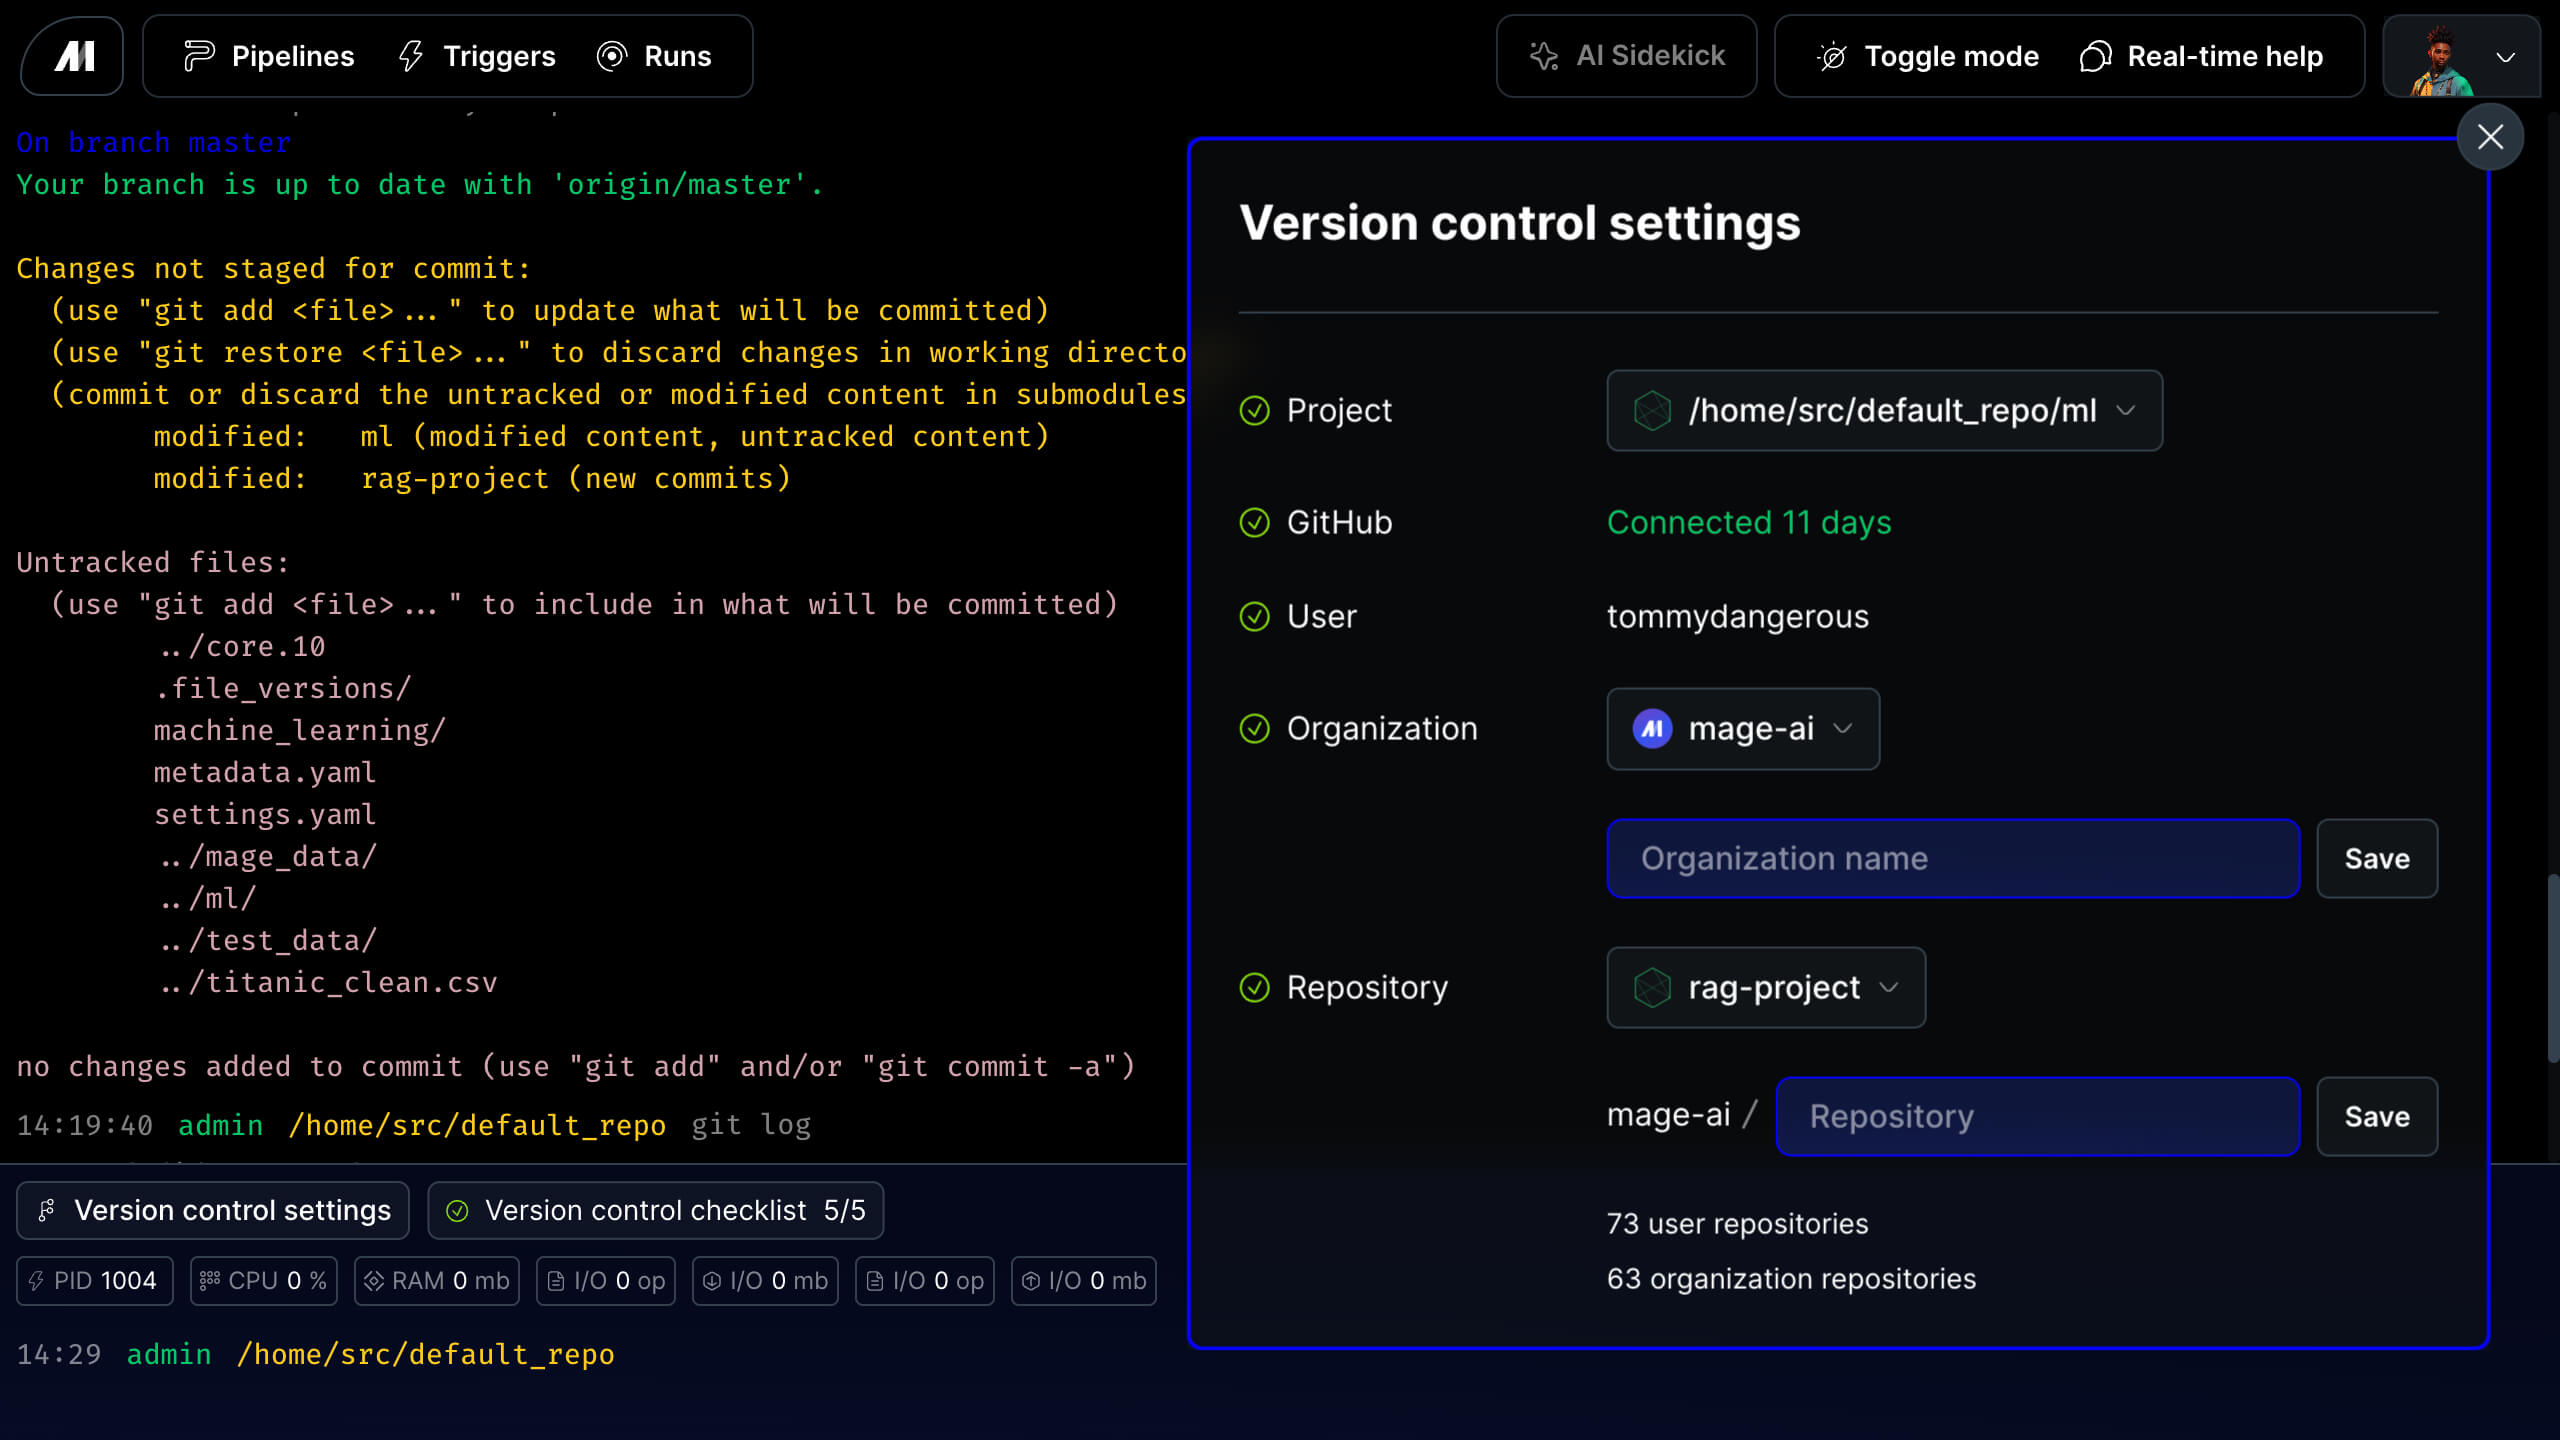 Pipelines
Triggers
Runs
AI Sidekick
Toggle mode
Real-time help
On branch master
Your branch is up to date with 'origin/master'.
Changes not staged for commit:
(use "git add <file>..." to update what will be committed)
(use "git restore <file>..." to discard changes in working directo
(commit or discard the untracked or modified content in submodules
modified:   ml (modified content, untracked content)
modified:   rag-project (new commits)
Untracked files:
(use "git add <file>..." to include in what will be committed)
../core.10
.file_versions/
machine_learning/
metadata.yaml
settings.yaml
../mage_data/
../ml/
../test_data/
../titanic_clean.csv
no changes added to commit (use "git add" and/or "git commit -a")
14:19:40 admin /home/src/default_repo git log
Version control settings
Version control checklist 5/5
PID 1004
CPU 0 %
RAM 0 mb
I/O 0 op
I/O 0 mb
I/O 0 op
I/O 0 mb
14:29 admin /home/src/default_repo
Version control settings
Project
/home/src/default_repo/ml
GitHub
Connected 11 days
User
tommydangerous
Organization
mage-ai
Organization name
Save
Repository
rag-project
mage-ai /
Repository
Save
73 user repositories
63 organization repositories